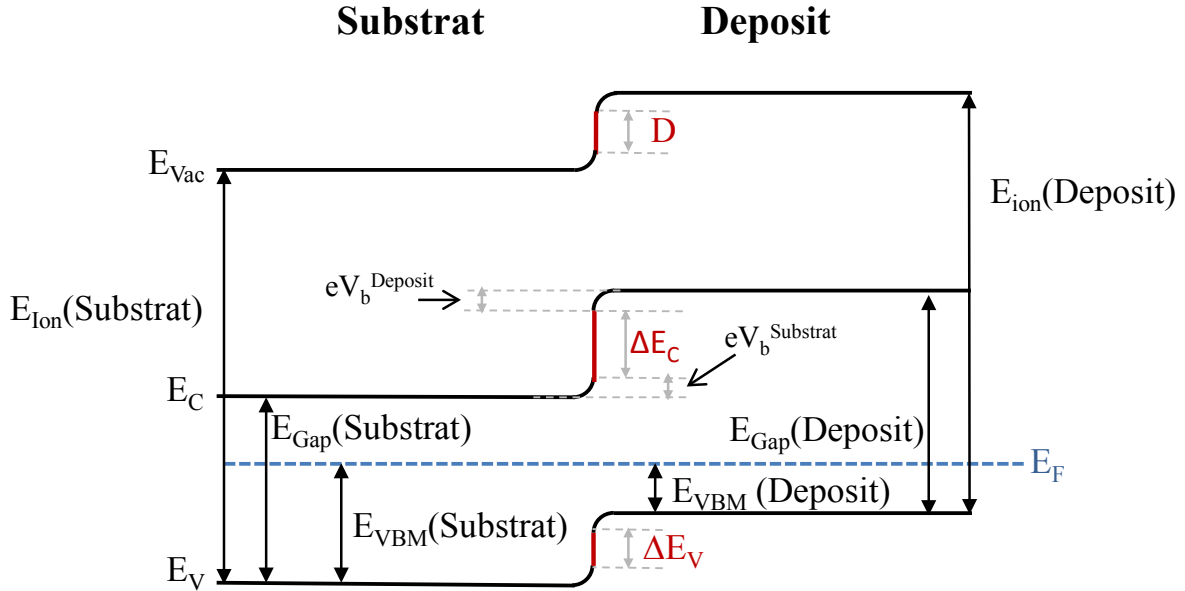 Substrat
Deposit
D
E_Vac
E_ion(Deposit)
eV_b^Deposit
E_Ion(Substrat)
ΔE_C
eV_b^Substrat
E_C
E_Gap(Substrat)
E_Gap(Deposit)
E_F
E_VBM (Deposit)
E_VBM(Substrat)
ΔE_V
E_V